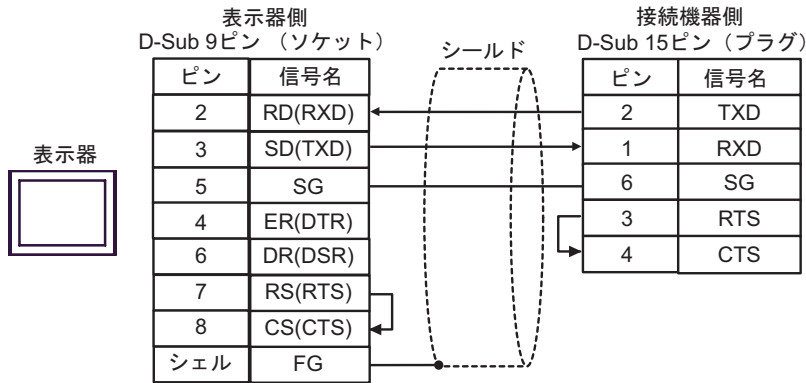 表示器側
D-Sub 9ピン （ソケット）
ピン 信号名
2 RD(RXD)
3 SD(TXD)
5 SG
4 ER(DTR)
6 DR(DSR)
7 RS(RTS)
8 CS(CTS)
シェル FG
表示器
シールド
接続機器側
D-Sub 15ピン（プラグ）
ピン 信号名
2 TXD
1 RXD
6 SG
3 RTS
4 CTS